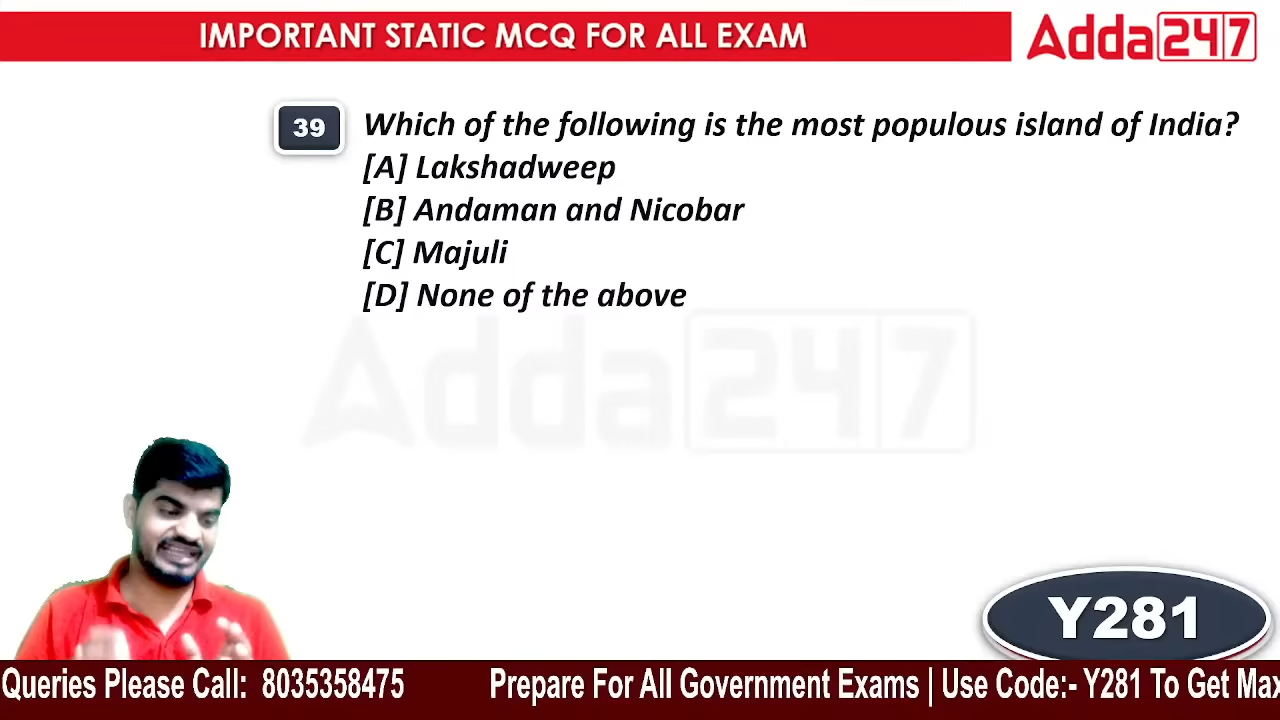 IMPORTANT STATIC MCQ FOR ALL EXAM
Adda247
39 Which of the following is the most populous island of India?
[A] Lakshadweep
[B] Andaman and Nicobar
[C] Majuli
[D] None of the above
Adda247
Y281
Queries Please Call: 8035358475 Prepare For All Government Exams | Use Code:- Y281 To Get Max